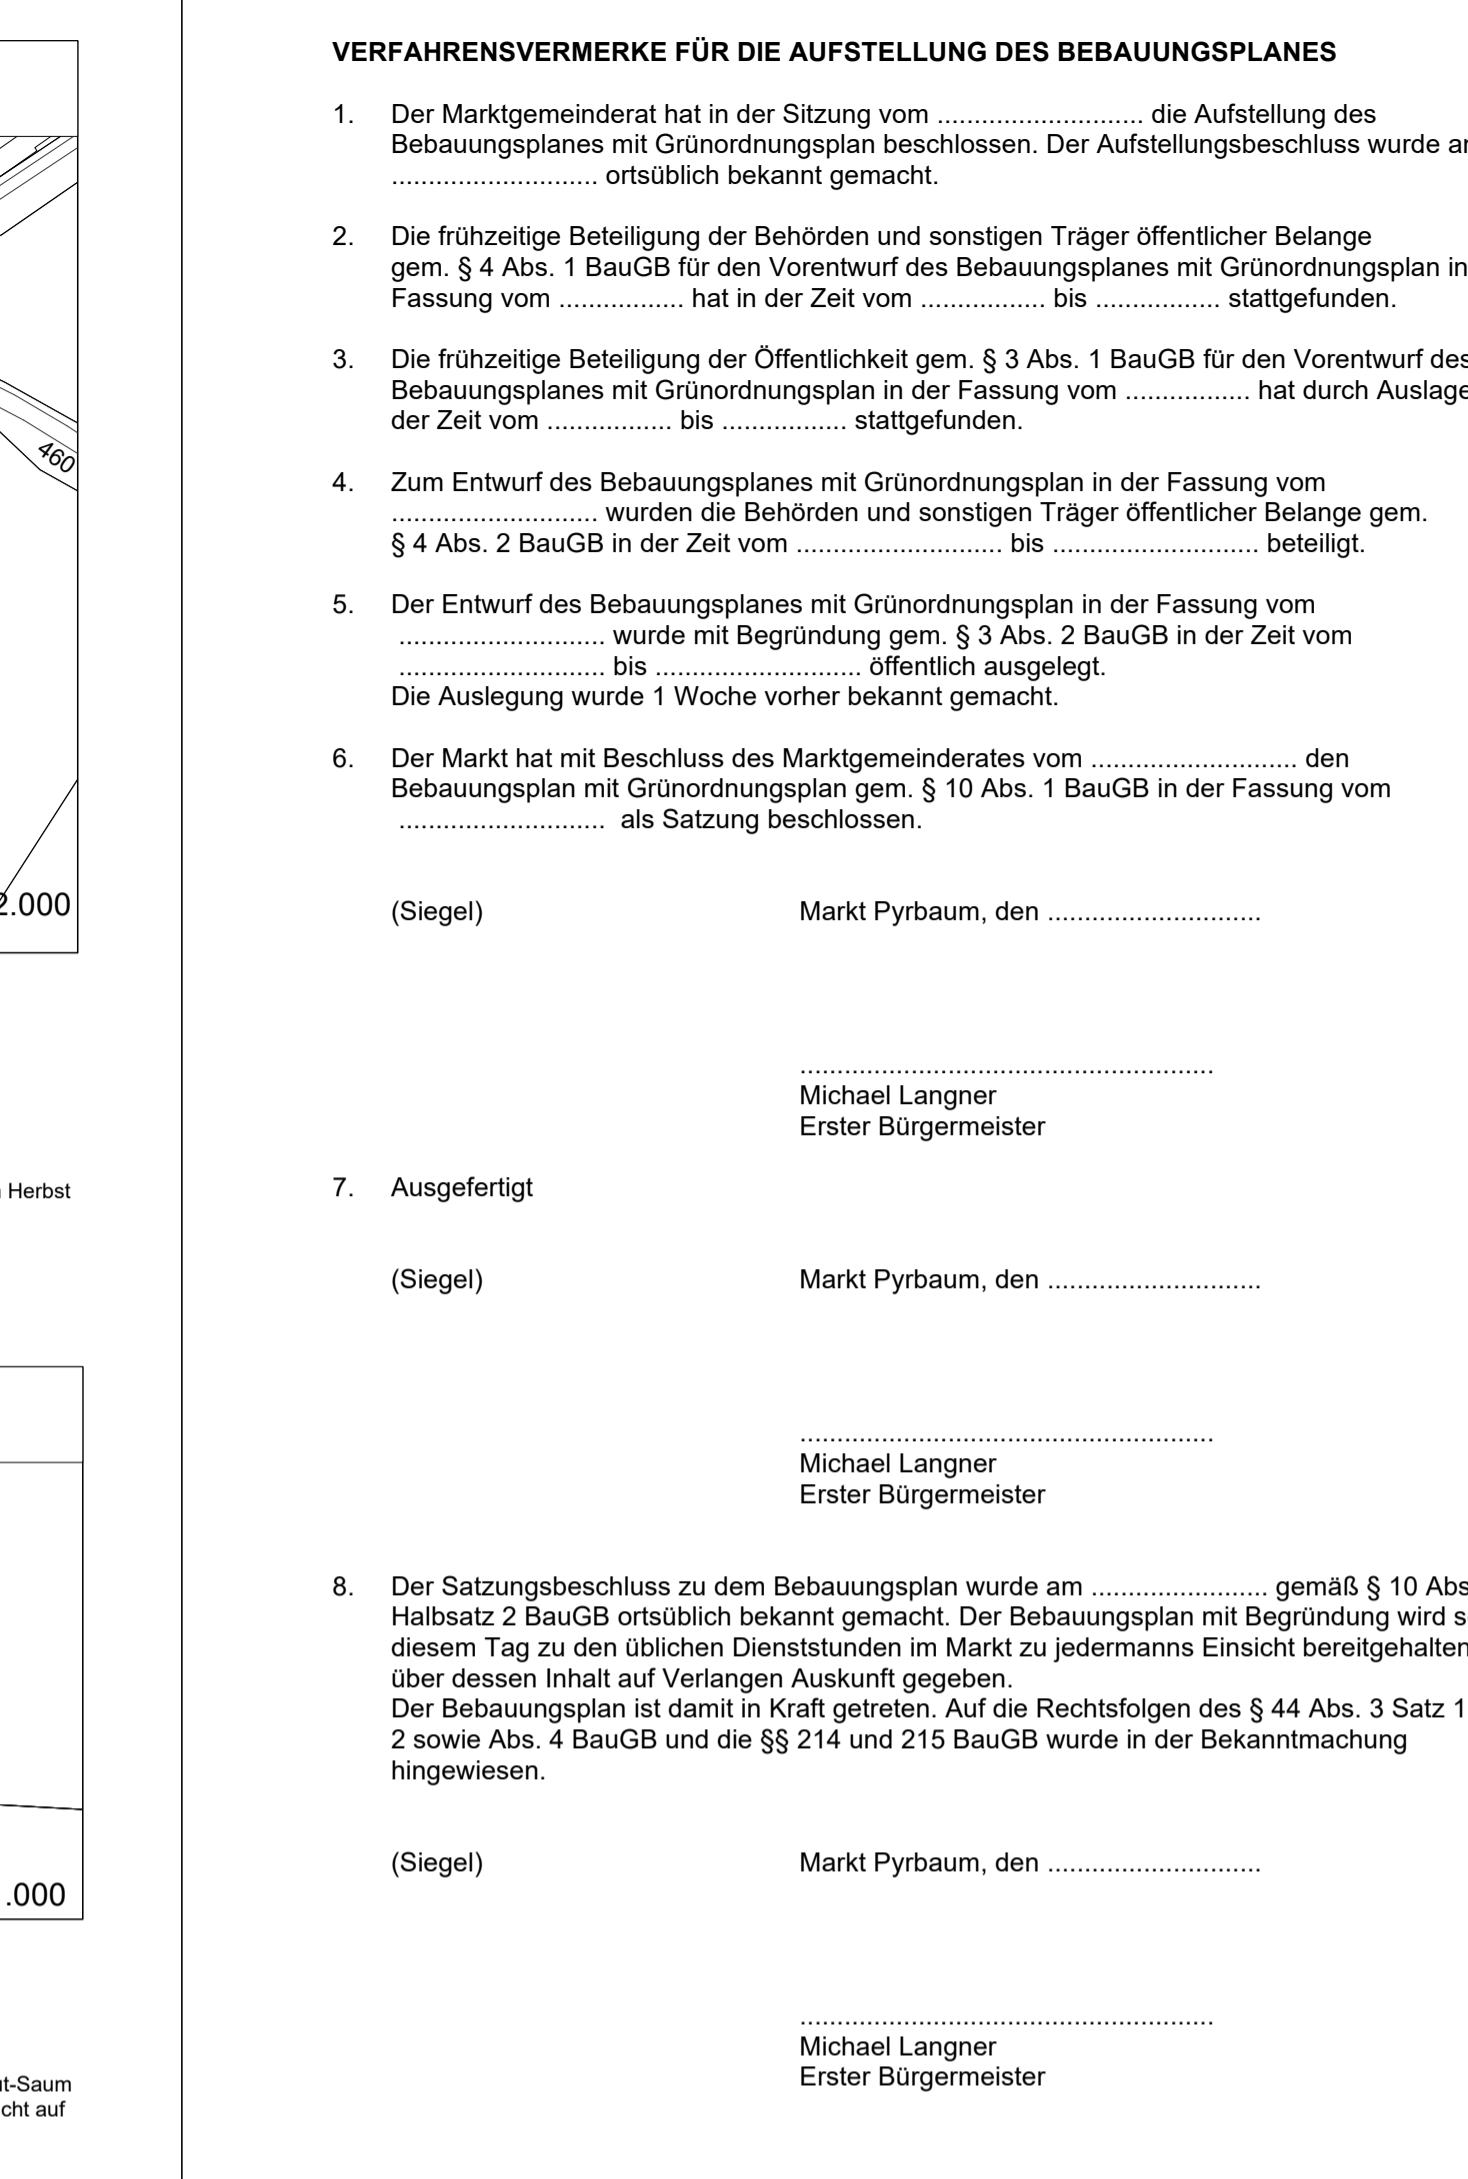 460
2.000
Herbst
.000
ut-Saum
cht auf
VERFAHRENSVERMERKE FÜR DIE AUFSTELLUNG DES BEBAUUNGSPLANES
1. Der Marktgemeinderat hat in der Sitzung vom ............................ die Aufstellung des
Bebauungsplanes mit Grünordnungsplan beschlossen. Der Aufstellungsbeschluss wurde
............................ ortsüblich bekannt gemacht.
2. Die frühzeitige Beteiligung der Behörden und sonstigen Träger öffentlicher Belange
gem. § 4 Abs. 1 BauGB für den Vorentwurf des Bebauungsplanes mit Grünordnungsplan in
Fassung vom ................. hat in der Zeit vom ................. bis ................. stattgefunden.
3. Die frühzeitige Beteiligung der Öffentlichkeit gem. § 3 Abs. 1 BauGB für den Vorentwurf des
Bebauungsplanes mit Grünordnungsplan in der Fassung vom ................. hat durch Auslage
der Zeit vom ................. bis ................. stattgefunden.
4. Zum Entwurf des Bebauungsplanes mit Grünordnungsplan in der Fassung vom
............................ wurden die Behörden und sonstigen Träger öffentlicher Belange gem.
§ 4 Abs. 2 BauGB in der Zeit vom ............................ bis ............................ beteiligt.
5. Der Entwurf des Bebauungsplanes mit Grünordnungsplan in der Fassung vom
............................ wurde mit Begründung gem. § 3 Abs. 2 BauGB in der Zeit vom
............................ bis ............................ öffentlich ausgelegt.
Die Auslegung wurde 1 Woche vorher bekannt gemacht.
6. Der Markt hat mit Beschluss des Marktgemeinderates vom ............................ den
Bebauungsplan mit Grünordnungsplan gem. § 10 Abs. 1 BauGB in der Fassung vom
............................ als Satzung beschlossen.
(Siegel) Markt Pyrbaum, den .............................
........................................................
Michael Langner
Erster Bürgermeister
7. Ausgefertigt
(Siegel) Markt Pyrbaum, den .............................
........................................................
Michael Langner
Erster Bürgermeister
8. Der Satzungsbeschluss zu dem Bebauungsplan wurde am ........................ gemäß § 10 Abs
Halbsatz 2 BauGB ortsüblich bekannt gemacht. Der Bebauungsplan mit Begründung wird
diesem Tag zu den üblichen Dienststunden im Markt zu jedermanns Einsicht bereitgehalten
über dessen Inhalt auf Verlangen Auskunft gegeben.
Der Bebauungsplan ist damit in Kraft getreten. Auf die Rechtsfolgen des § 44 Abs. 3 Satz 1
2 sowie Abs. 4 BauGB und die §§ 214 und 215 BauGB wurde in der Bekanntmachung
hingewiesen.
(Siegel) Markt Pyrbaum, den .............................
........................................................
Michael Langner
Erster Bürgermeister